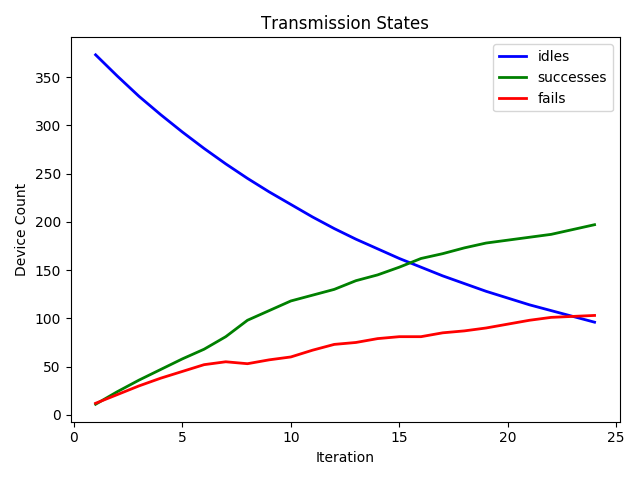 Transmission States
idles
successes
fails
Device Count
350
300
250
200
150
100
50
0
0 5 10 15 20 25
Iteration